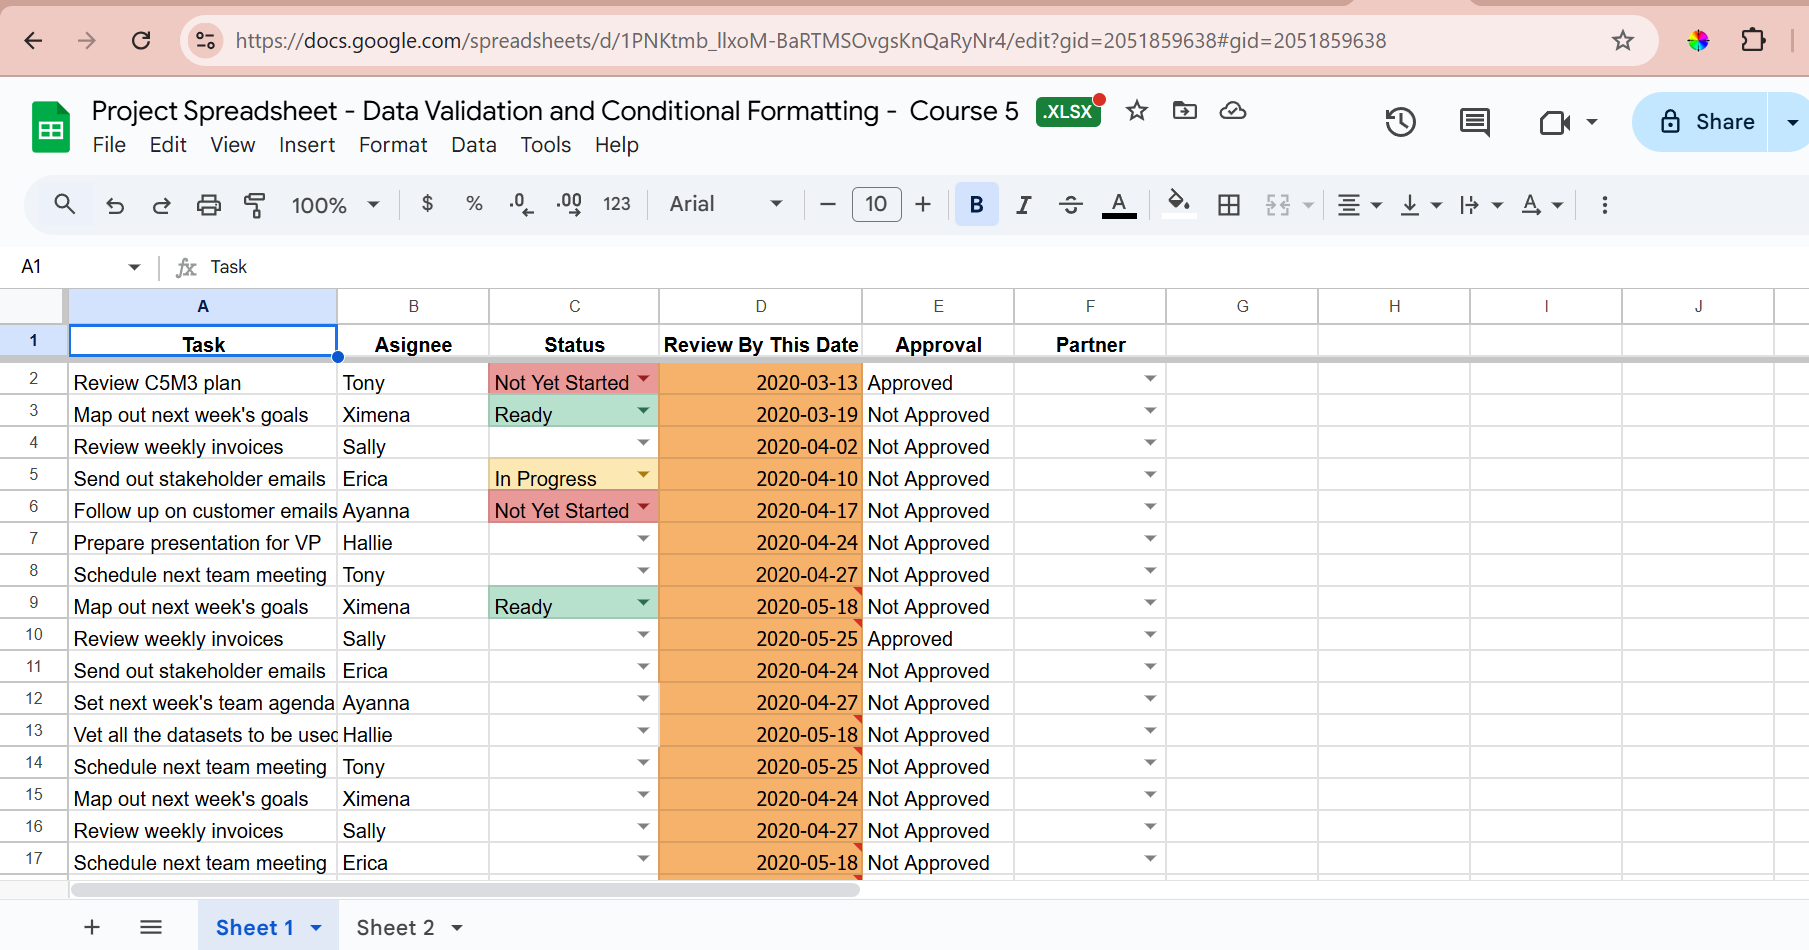 https://docs.google.com/spreadsheets/d/1PNKtmb_llxoM-BaRTMSOvgsKnQaRyNr4/edit?gid=2051859638#gid=2051859638
Project Spreadsheet - Data Validation and Conditional Formatting - Course 5 .XLSX
File Edit View Insert Format Data Tools Help
Share
100% $ % .0 .00 123 Arial 10 B I S A A
A1 fx Task
A B C D E F G H I J
1 Task Asignee Status Review By This Date Approval Partner
2 Review C5M3 plan Tony Not Yet Started 2020-03-13 Approved
3 Map out next week's goals Ximena Ready 2020-03-19 Not Approved
4 Review weekly invoices Sally 2020-04-02 Not Approved
5 Send out stakeholder emails Erica In Progress 2020-04-10 Not Approved
6 Follow up on customer emails Ayanna Not Yet Started 2020-04-17 Not Approved
7 Prepare presentation for VP Hallie 2020-04-24 Not Approved
8 Schedule next team meeting Tony 2020-04-27 Not Approved
9 Map out next week's goals Ximena Ready 2020-05-18 Not Approved
10 Review weekly invoices Sally 2020-05-25 Approved
11 Send out stakeholder emails Erica 2020-04-24 Not Approved
12 Set next week's team agenda Ayanna 2020-04-27 Not Approved
13 Vet all the datasets to be used Hallie 2020-05-18 Not Approved
14 Schedule next team meeting Tony 2020-05-25 Not Approved
15 Map out next week's goals Ximena 2020-04-24 Not Approved
16 Review weekly invoices Sally 2020-04-27 Not Approved
17 Schedule next team meeting Erica 2020-05-18 Not Approved
Sheet 1 Sheet 2